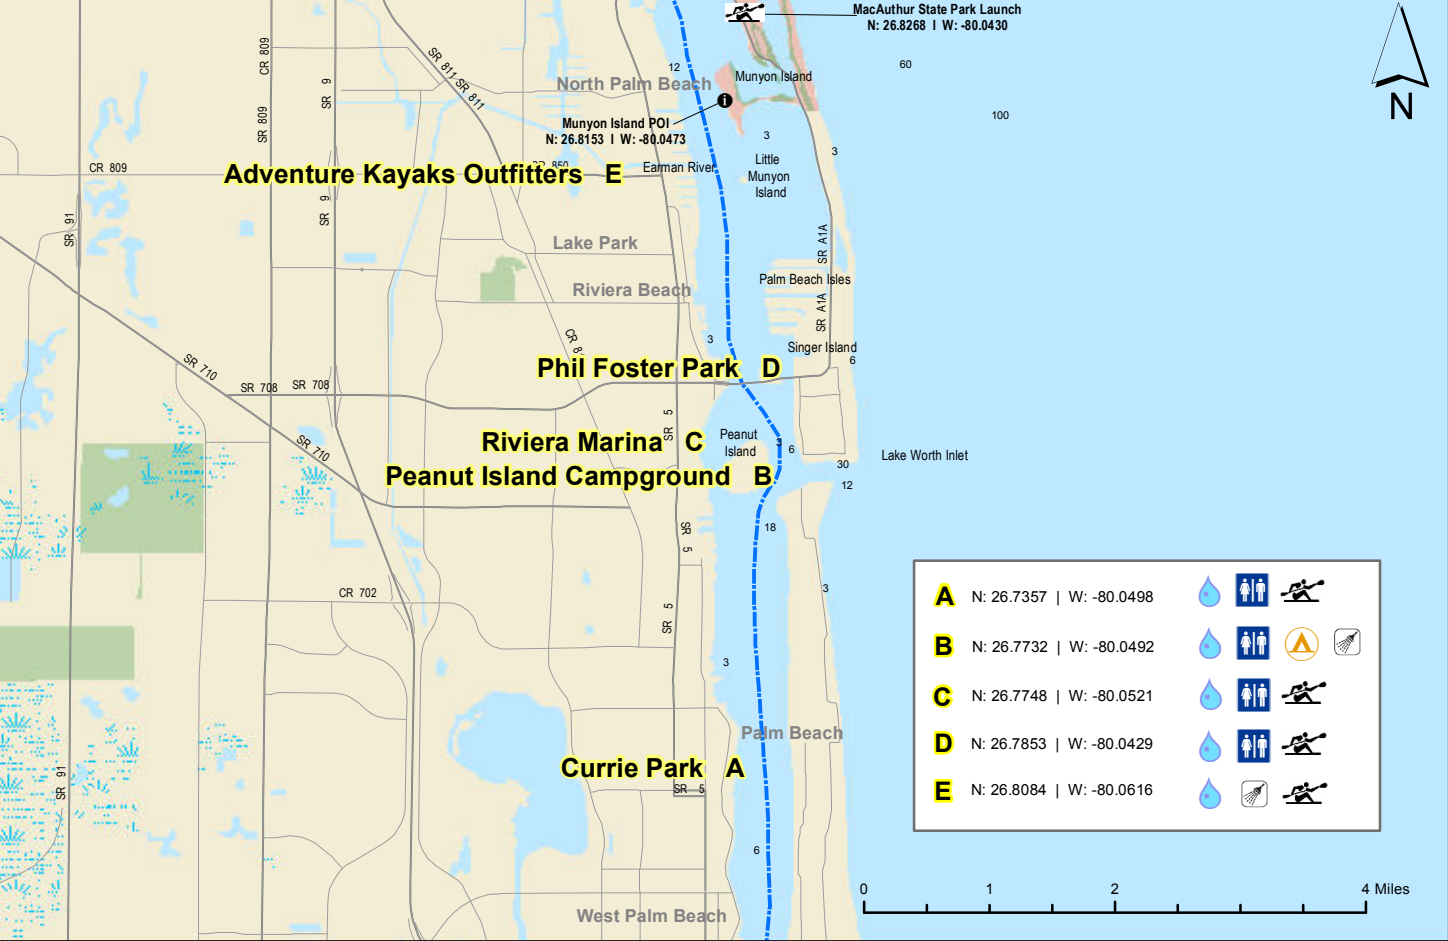 MacAuthur State Park Launch
N: 26.8268 I W: -80.0430
N
CR 809
SR 9
SR 811 SR 811
12
60
North Palm Beach
Munyon Island
100
SR 809
Munyon Island POI
N: 26.8153 I W: -80.0473
3
3
CR 809
Adventure Kayaks Outfitters E
CR 850
Earman River
Little
Munyon
Island
SR 9
SR 91
Lake Park
SR A1A
Palm Beach Isles
Riviera Beach
SR A1A
3
Singer Island
6
CR
SR 710
Phil Foster Park D
SR 708
SR 708
SR 5
SR 710
Riviera Marina C
Peanut
Island
3
6
Lake Worth Inlet
30
Peanut Island Campground B
12
18
SR 5
3
CR 702
SR 5
3
Palm Beach
Currie Park A
SR 91
SR 5
6
West Palm Beach
A N: 26.7357 | W: -80.0498
B N: 26.7732 | W: -80.0492
C N: 26.7748 | W: -80.0521
D N: 26.7853 | W: -80.0429
E N: 26.8084 | W: -80.0616
0 1 2 4 Miles